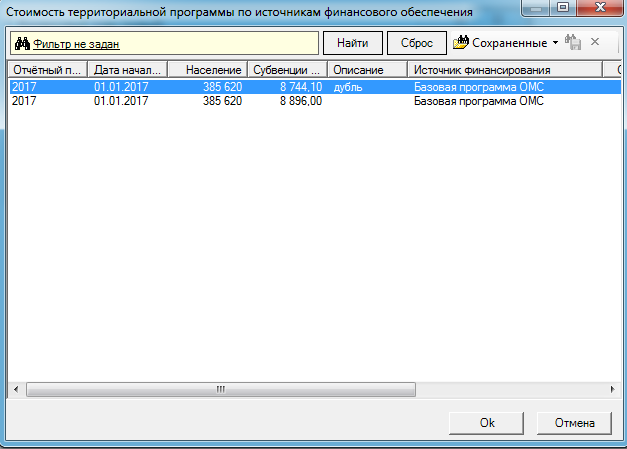 Стоимость территориальной программы по источникам финансового обеспечения
Фильтр не задан Найти Сброс Сохраненные
Отчётный п... Дата начал... Население Субвенции ... Описание Источник финансирования
2017 01.01.2017 385 620 8 744,10 дубль Базовая программа ОМС
2017 01.01.2017 385 620 8 896,00 Базовая программа ОМС
Ok Отмена